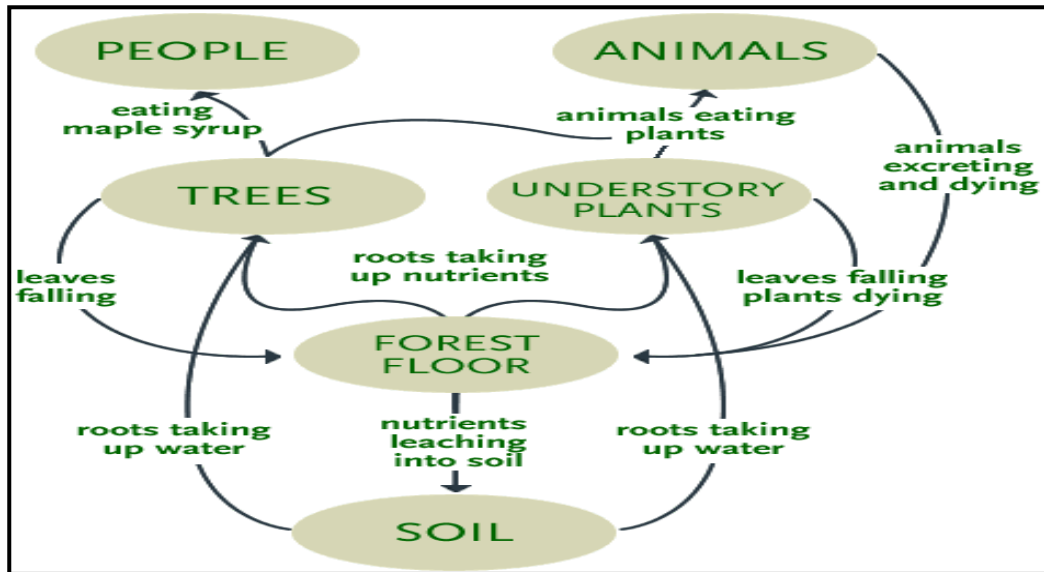 PEOPLE
ANIMALS
eating
maple syrup
animals eating
plants
animals
excreting
and dying
TREES
UNDERSTORY
PLANTS
roots taking
up nutrients
leaves
falling
leaves falling
plants dying
FOREST
FLOOR
roots taking
up water
nutrients
leaching
into soil
roots taking
up water
SOIL